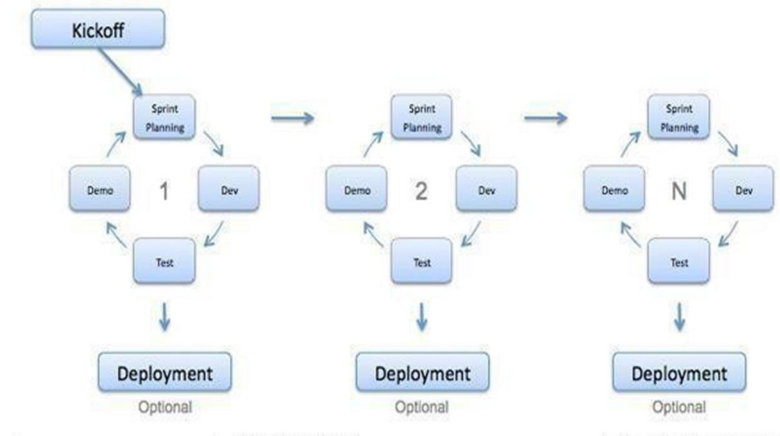 Kickoff
Sprint
Planning
Sprint
Planning
Sprint
Planning
Demo
1
Dev
Demo
2
Dev
Demo
N
Dev
Test
Test
Test
Deployment
Deployment
Deployment
Optional
Optional
Optional